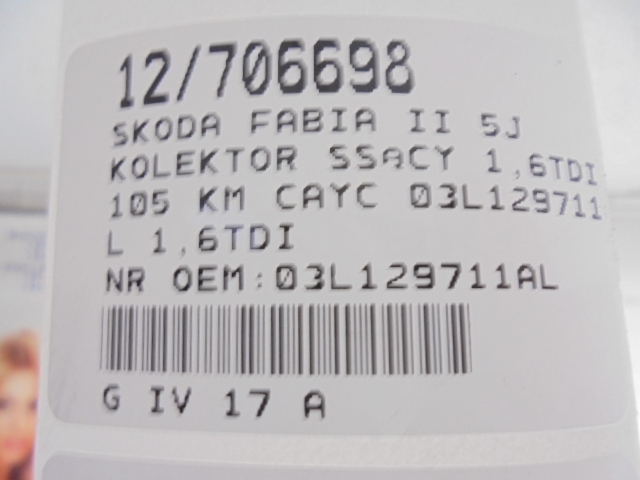 12/706698
SKODA FABIA II 5J
KOLEKTOR SSACY 1,6TDI
105 KM CAYC 03L129711
L 1,6TDI
NR OEM:03L129711AL
G IV 17 A